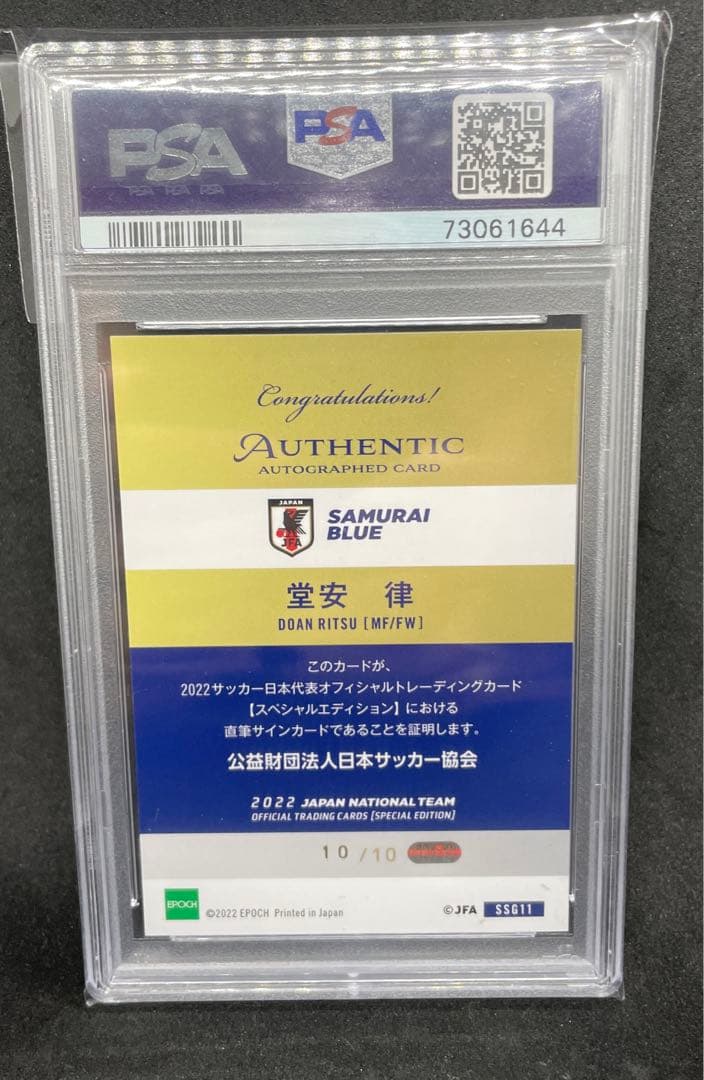 PSA
PSA
PSA PSA PSA
73061644
Congratulations!
AUTHENTIC
AUTOGRAPHED CARD
JAPAN
JFA
SAMURAI
BLUE
堂安 律
DOAN RITSU [MF/FW]
このカードが、
2022サッカー日本代表オフィシャルトレーディングカード
【スペシャルエディション】における
直筆サインカードであることを証明します。
公益財団法人日本サッカー協会
2022 JAPAN NATIONAL TEAM
OFFICIAL TRADING CARDS [SPECIAL EDITION]
10/10
EPOCH
©2022 EPOCH Printed in Japan
©JFA SSG11